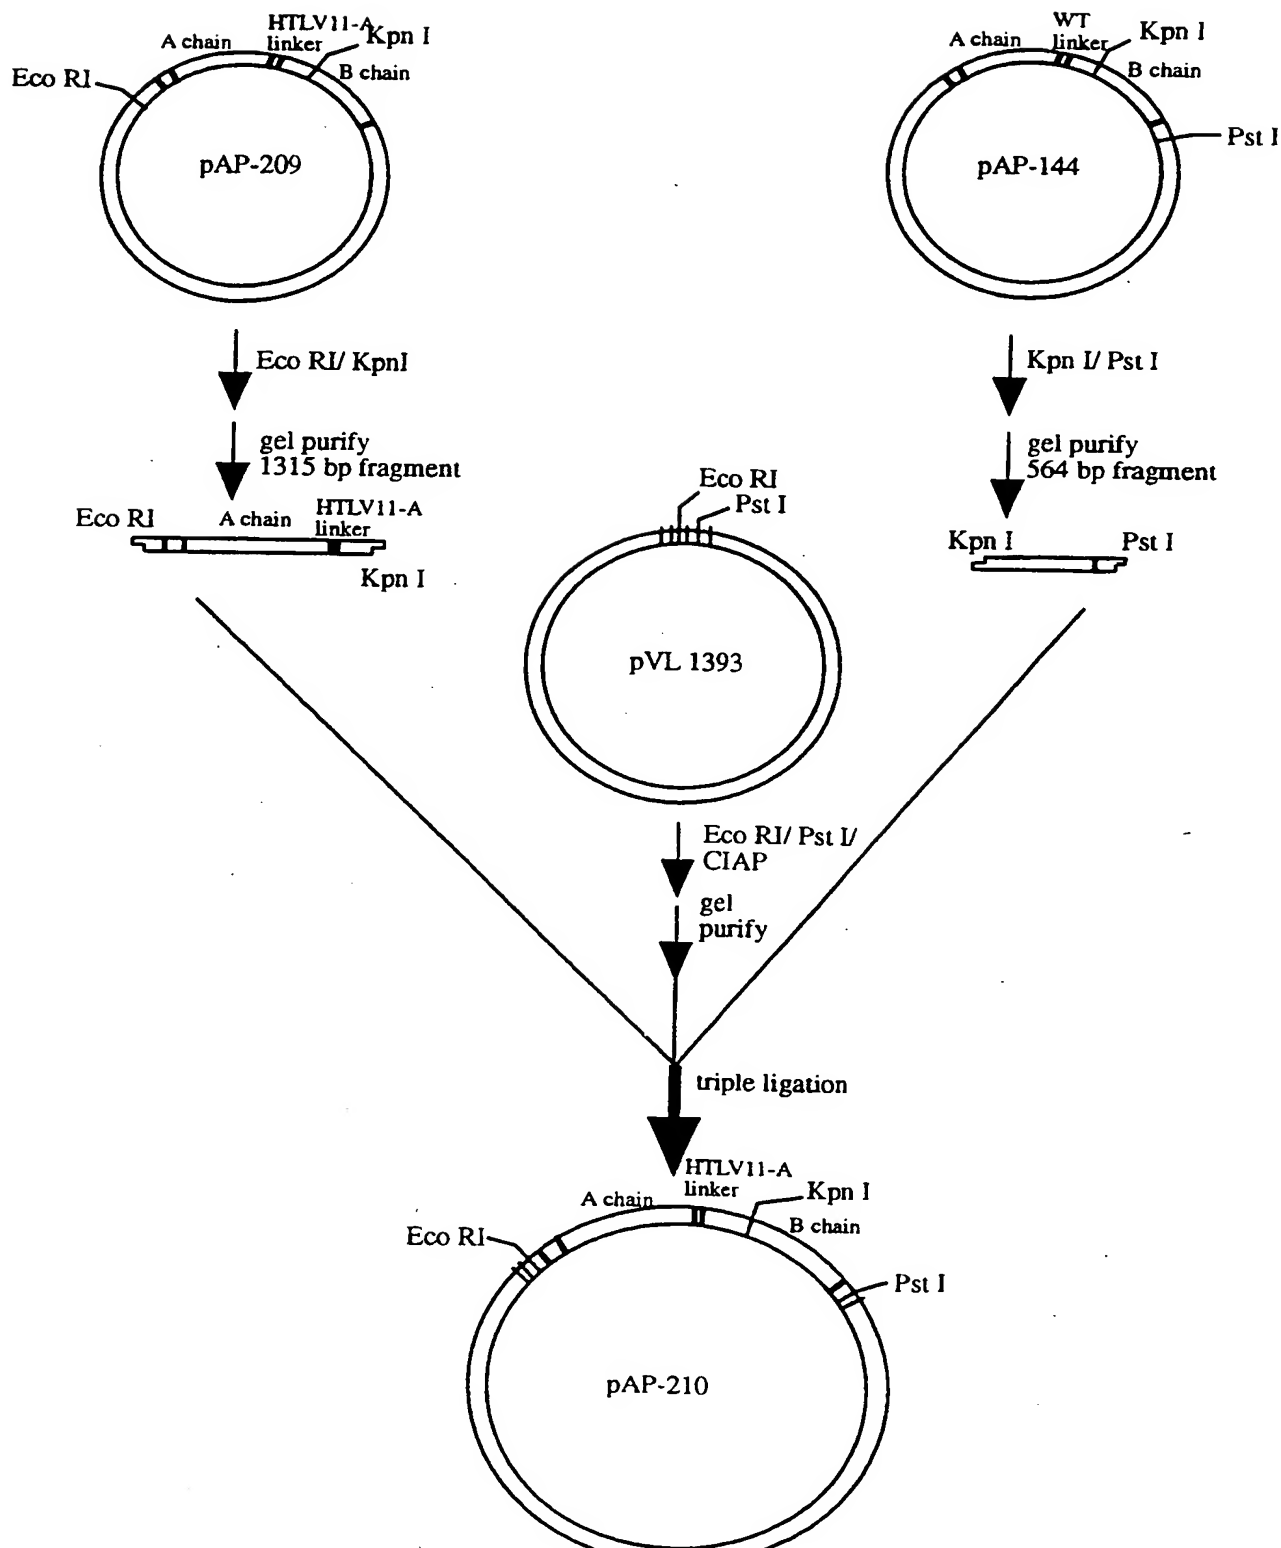 HTLV11-A
linker
A chain
Kpn I
B chain
Eco RI
pAP-209
WT
linker
A chain
Kpn I
B chain
Pst I
pAP-144
Eco RI/ KpnI
gel purify
1315 bp fragment
Kpn I/ Pst I
gel purify
564 bp fragment
Eco RI
A chain
HTLV11-A
linker
Kpn I
Eco RI
Pst I
Kpn I
Pst I
pVL 1393
Eco RI/ Pst I/
CIAP
gel
purify
triple ligation
HTLV11-A
linker
A chain
Kpn I
B chain
Eco RI
Pst I
pAP-210